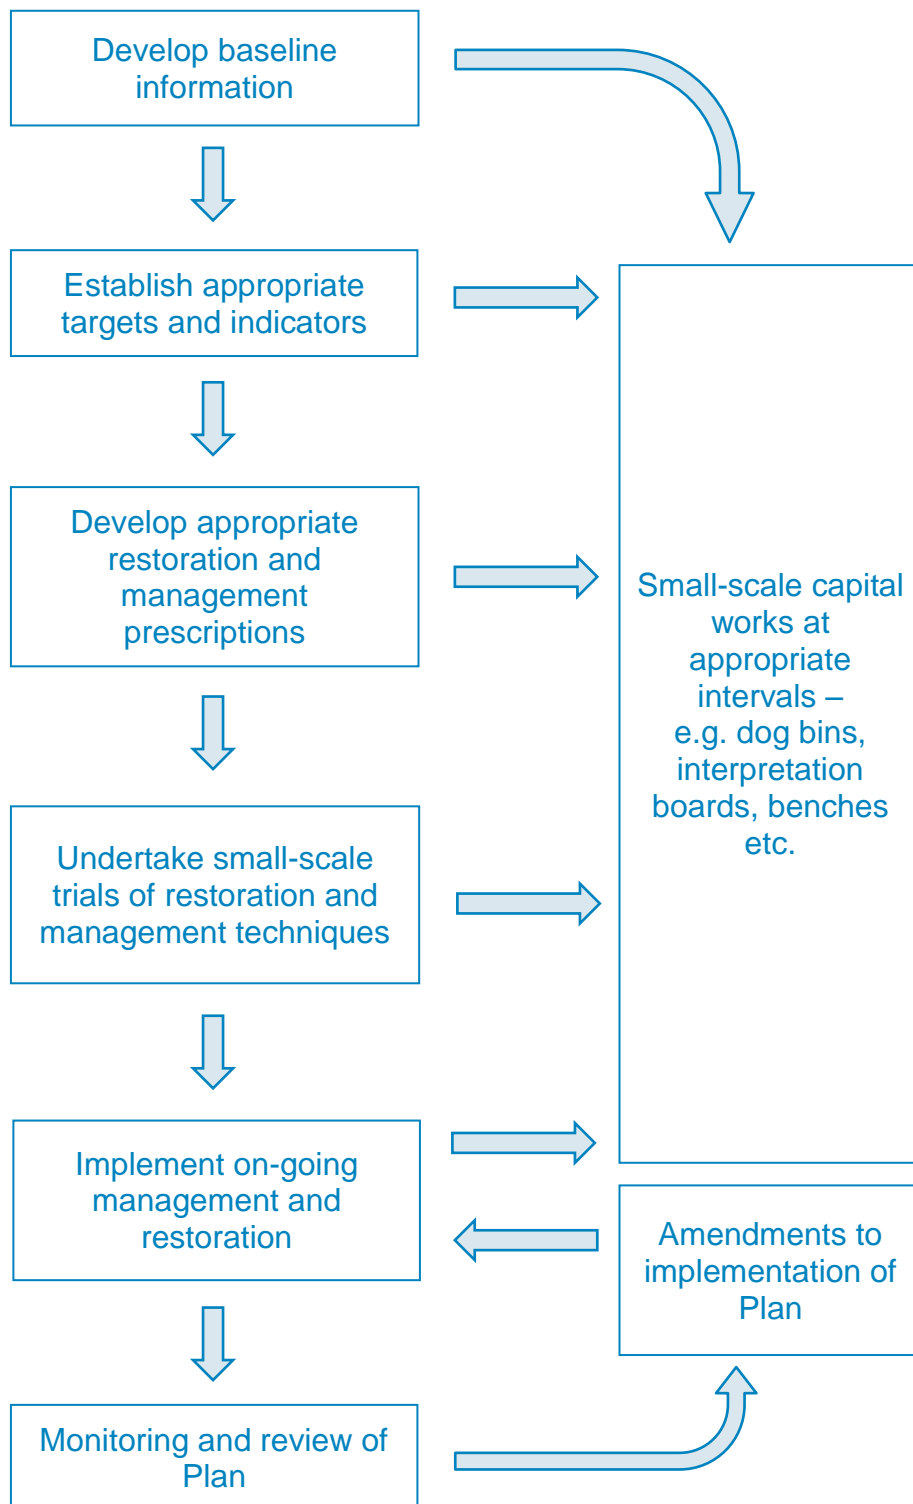 Develop baseline
information
Establish appropriate
targets and indicators
Develop appropriate
restoration and
management
prescriptions
Small-scale capital
works at
appropriate
intervals –
e.g. dog bins,
interpretation
boards, benches
etc.
Undertake small-scale
trials of restoration and
management techniques
Implement on-going
management and
restoration
Amendments to
implementation of
Plan
Monitoring and review of
Plan